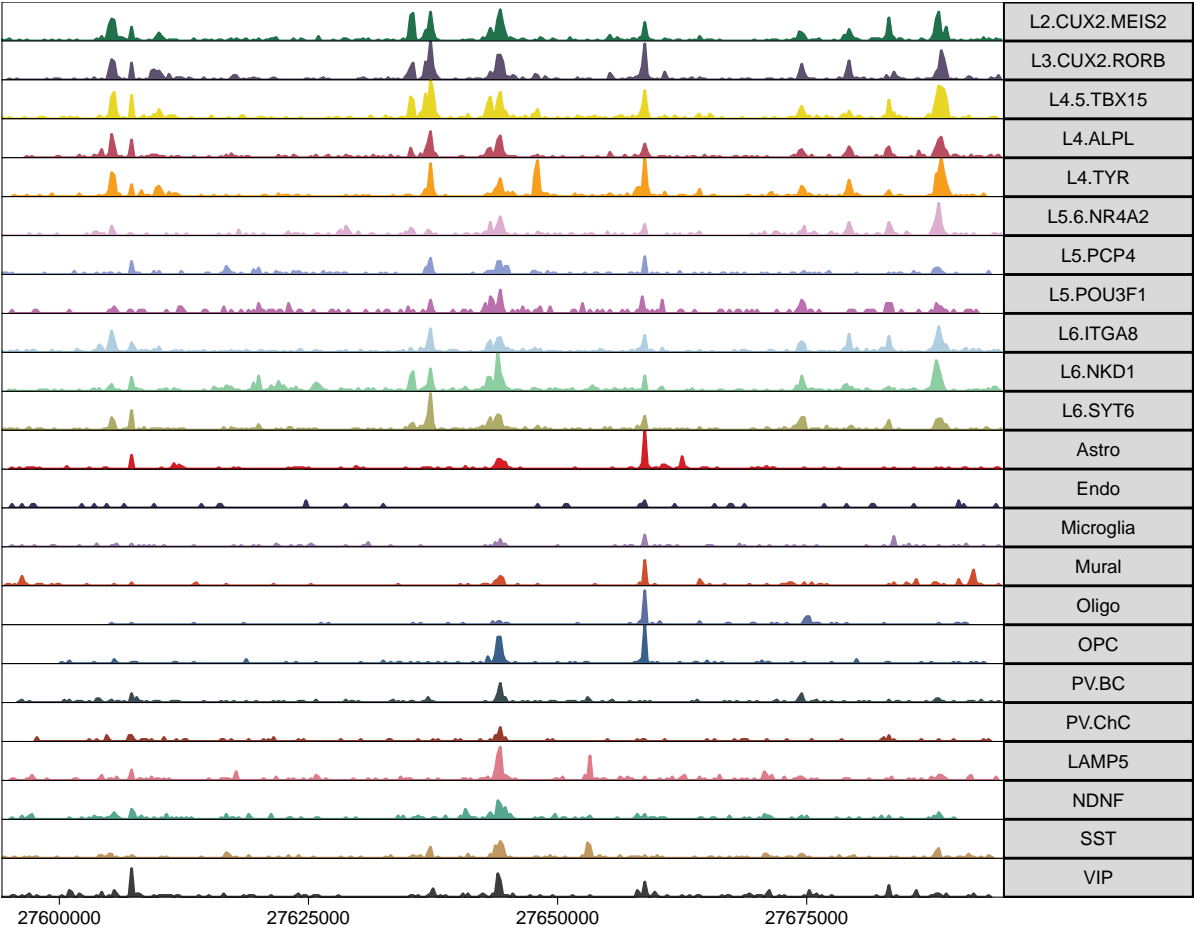 L2.CUX2.MEIS2
L3.CUX2.RORB
L4.5.TBX15
L4.ALPL
L4.TYR
L5.6.NR4A2
L5.PCP4
L5.POU3F1
L6.ITGA8
L6.NKD1
L6.SYT6
Astro
Endo
Microglia
Mural
Oligo
OPC
PV.BC
PV.ChC
LAMP5
NDNF
SST
VIP
27600000 27625000 27650000 27675000